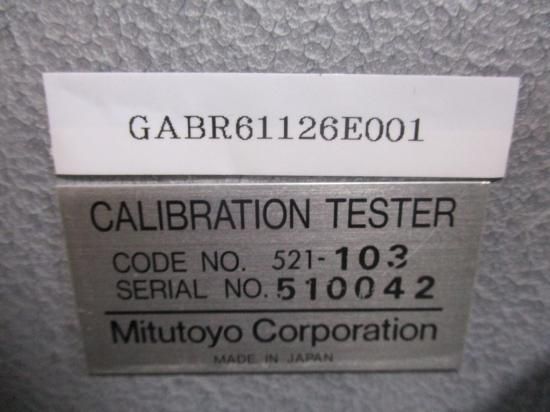 GABR61126E001
CALIBRATION TESTER
CODE NO. 521-103
SERIAL NO. 510042
Mitutoyo Corporation
MADE IN JAPAN